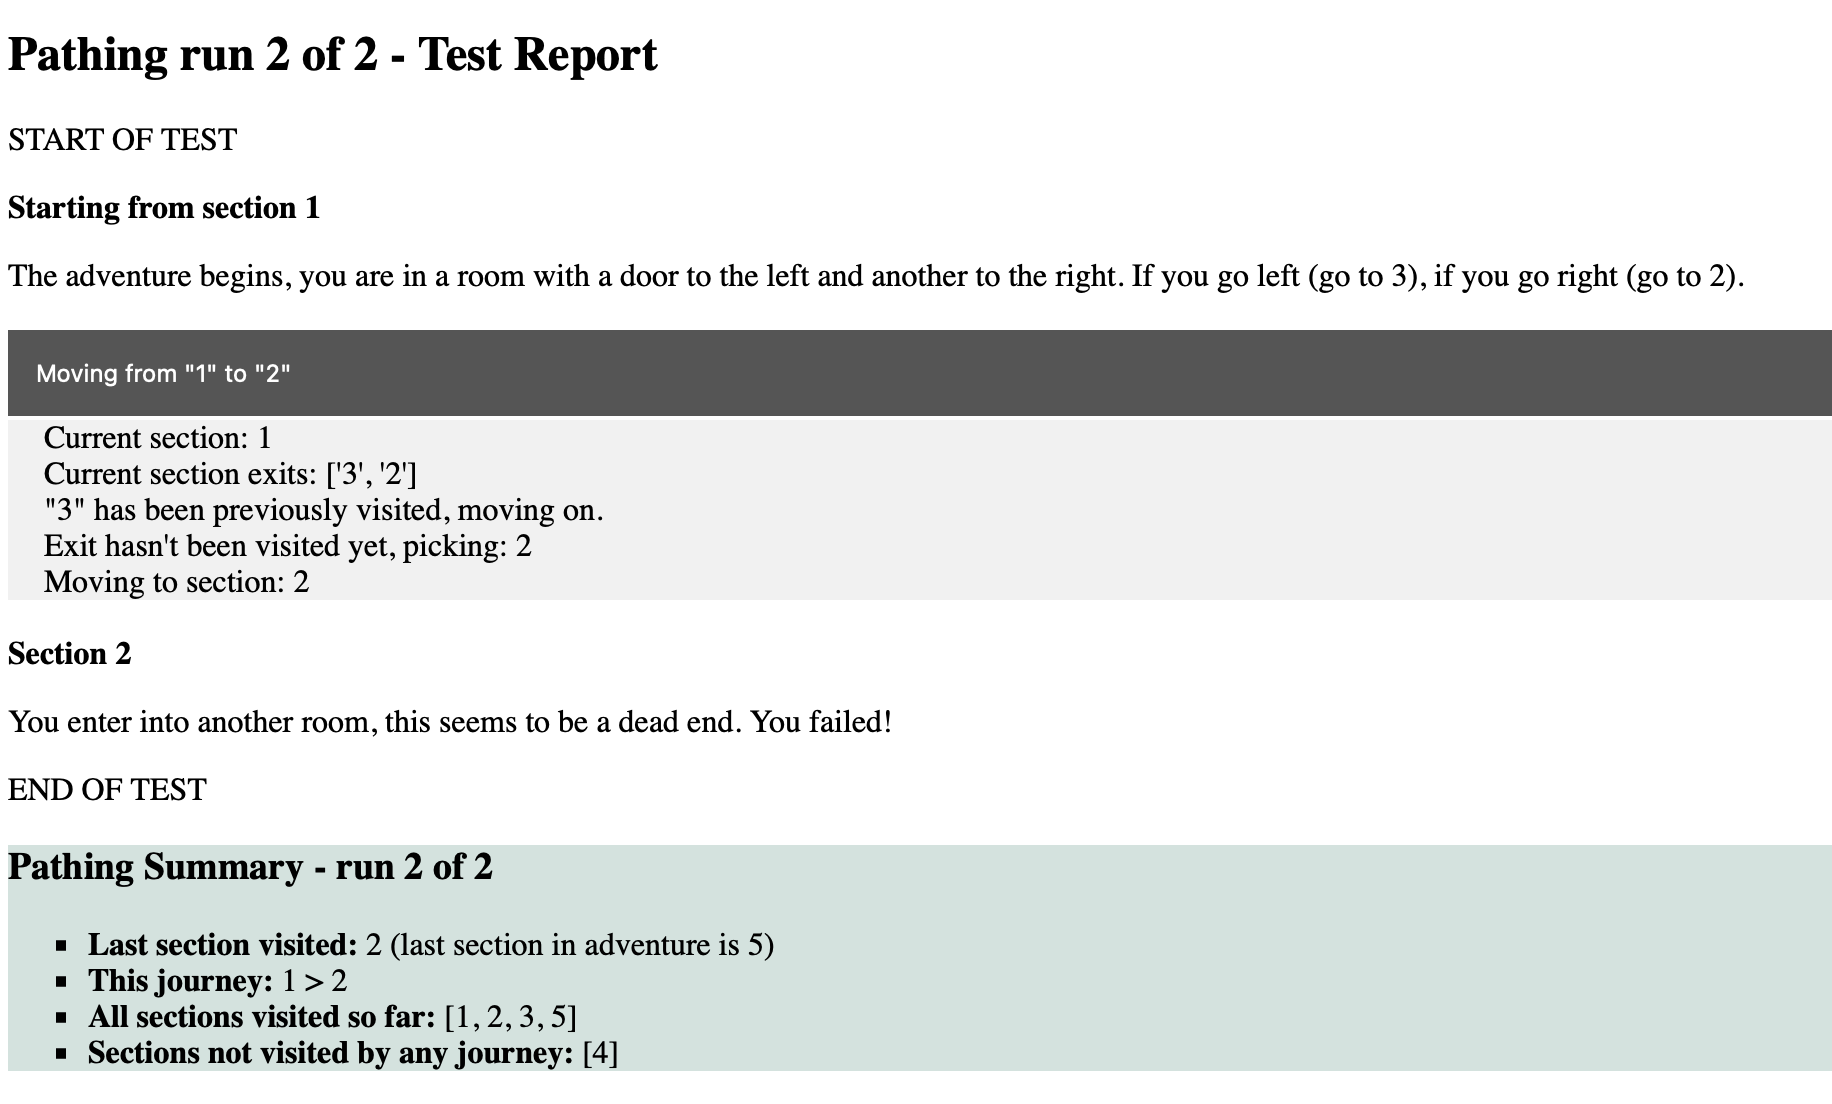 Pathing run 2 of 2 - Test Report
START OF TEST
Starting from section 1
The adventure begins, you are in a room with a door to the left and another to the right. If you go left (go to 3), if you go right (go to 2).
Moving from "1" to "2"
Current section: 1
Current section exits: ['3', '2']
"3" has been previously visited, moving on.
Exit hasn't been visited yet, picking: 2
Moving to section: 2
Section 2
You enter into another room, this seems to be a dead end. You failed!
END OF TEST
Pathing Summary - run 2 of 2
▪ Last section visited: 2 (last section in adventure is 5)
▪ This journey: 1 > 2
▪ All sections visited so far: [1, 2, 3, 5]
▪ Sections not visited by any journey: [4]